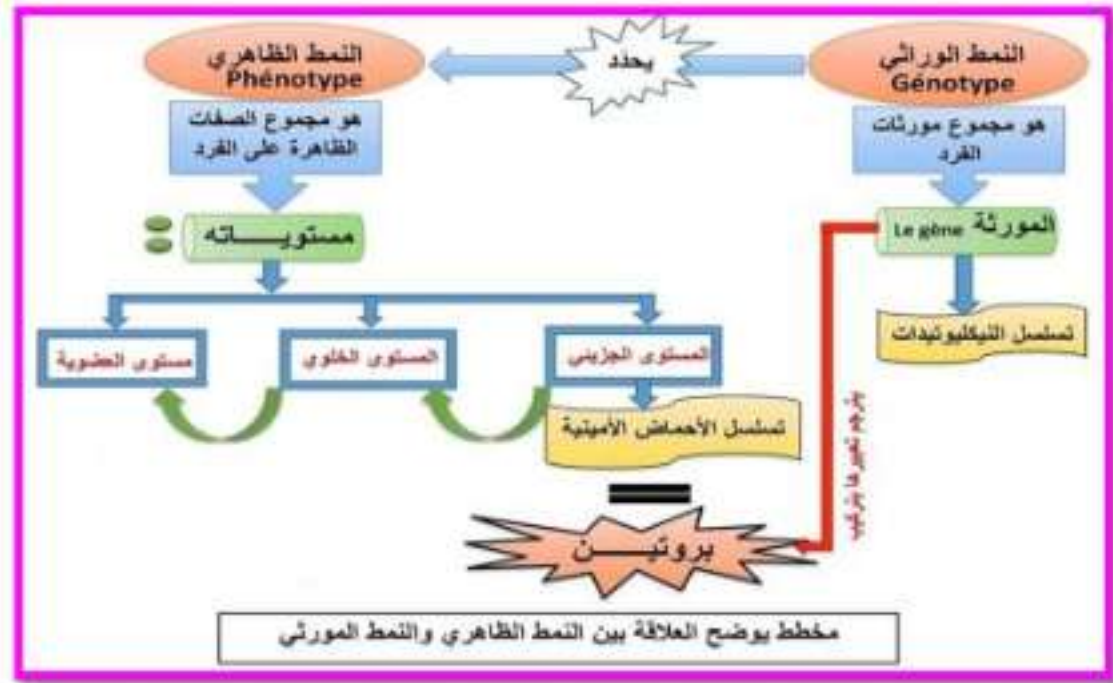 النمط الوراثي
Génotype
يحدد
النمط الظاهري
Phénotype
هو مجموع مورثات
الفرد
هو مجموع الصفات
الظاهرة على الفرد
المورثة Le gène
مستوياته
تسلسل النيكليوتيدات
المستوى الجزيئي
المستوى الخلوي
مستوى العضوية
تسلسل الأحماض الأمينية
يترجم تعبيرها بتركيب
بروتين
مخطط يوضح العلاقة بين النمط الظاهري والنمط المورثي